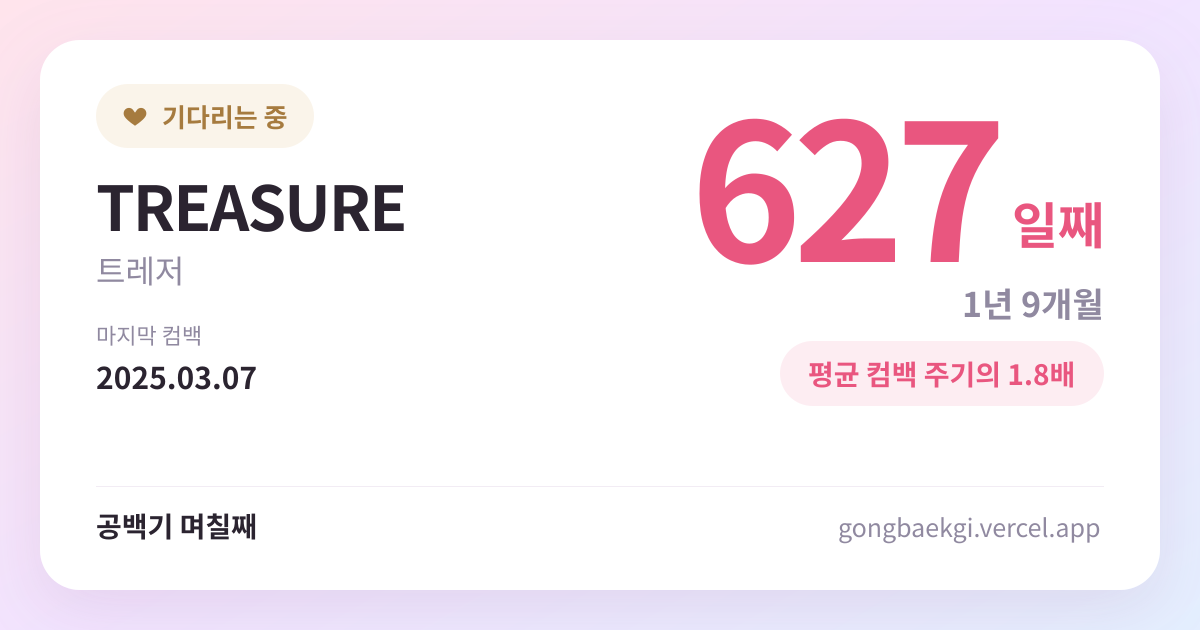 기다리는 중
TREASURE
트레저
마지막 컴백
2025.03.07
627 일째
1년 9개월
평균 컴백 주기의 1.8배
공백기 며칠째
gongbaekgi.vercel.app